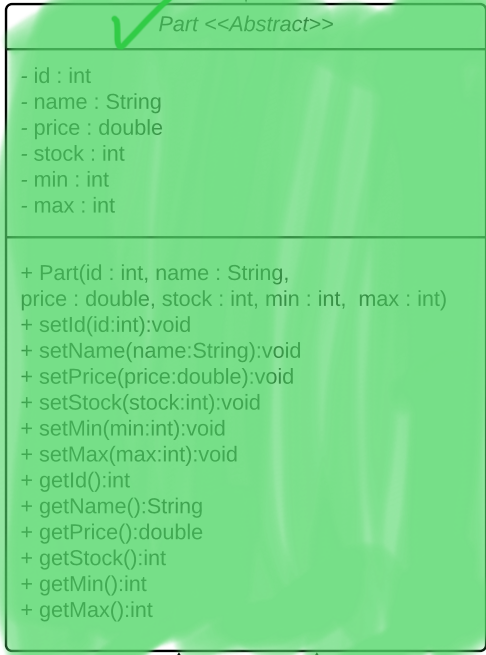 Part <<Abstract>>
- id : int
- name : String
- price : double
- stock : int
- min : int
- max : int
+ Part(id : int, name : String,
price : double, stock : int, min : int,  max : int)
+ setId(id:int):void
+ setName(name:String):void
+ setPrice(price:double):void
+ setStock(stock:int):void
+ setMin(min:int):void
+ setMax(max:int):void
+ getId():int
+ getName():String
+ getPrice():double
+ getStock():int
+ getMin():int
+ getMax():int